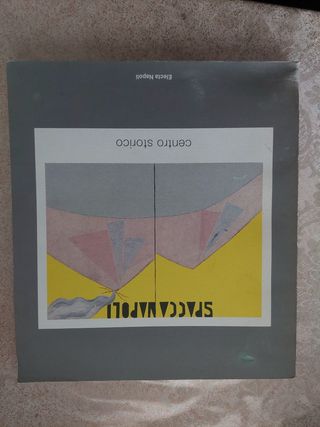 SPACCANAPOLI
centro storico
Electa Napoli